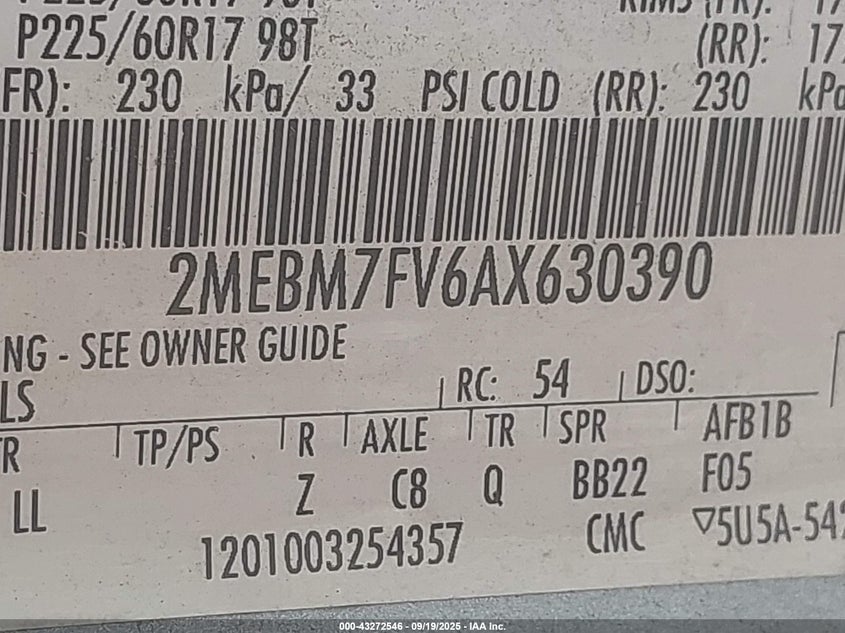 P225/60R17 98T (RR): 17
FR): 230 kPa/ 33 PSI COLD (RR): 230 kPa
2MEBM7FV6AX630390
NG - SEE OWNER GUIDE
LS RC: 54 DSO:
R TP/PS R AXLE TR SPR AFB1B
LL Z C8 Q BB22 F05
1201003254357 CMC ▽5U5A-542
000-43272546 - 09/19/2025 - IAA Inc.